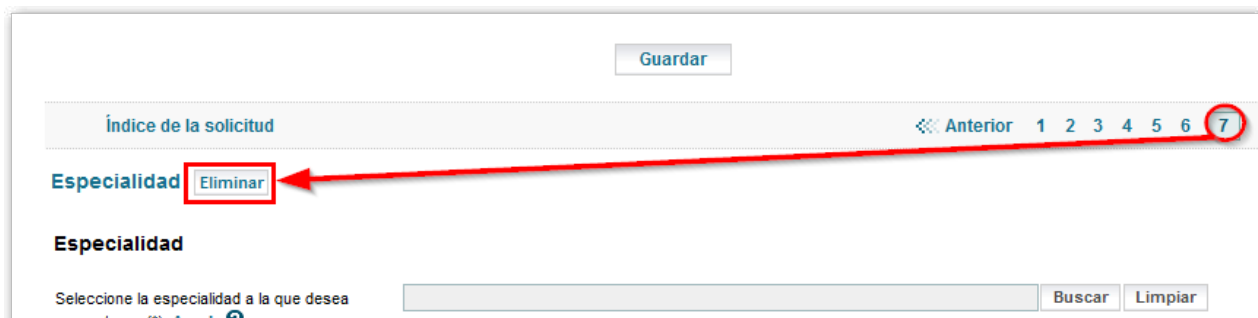 Guardar
Índice de la solicitud Anterior 1 2 3 4 5 6 7
Especialidad Eliminar
Especialidad
Seleccione la especialidad a la que desea Buscar Limpiar